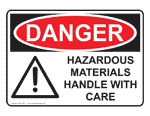 DANGER
HAZARDOUS
MATERIALS
HANDLE WITH
CARE